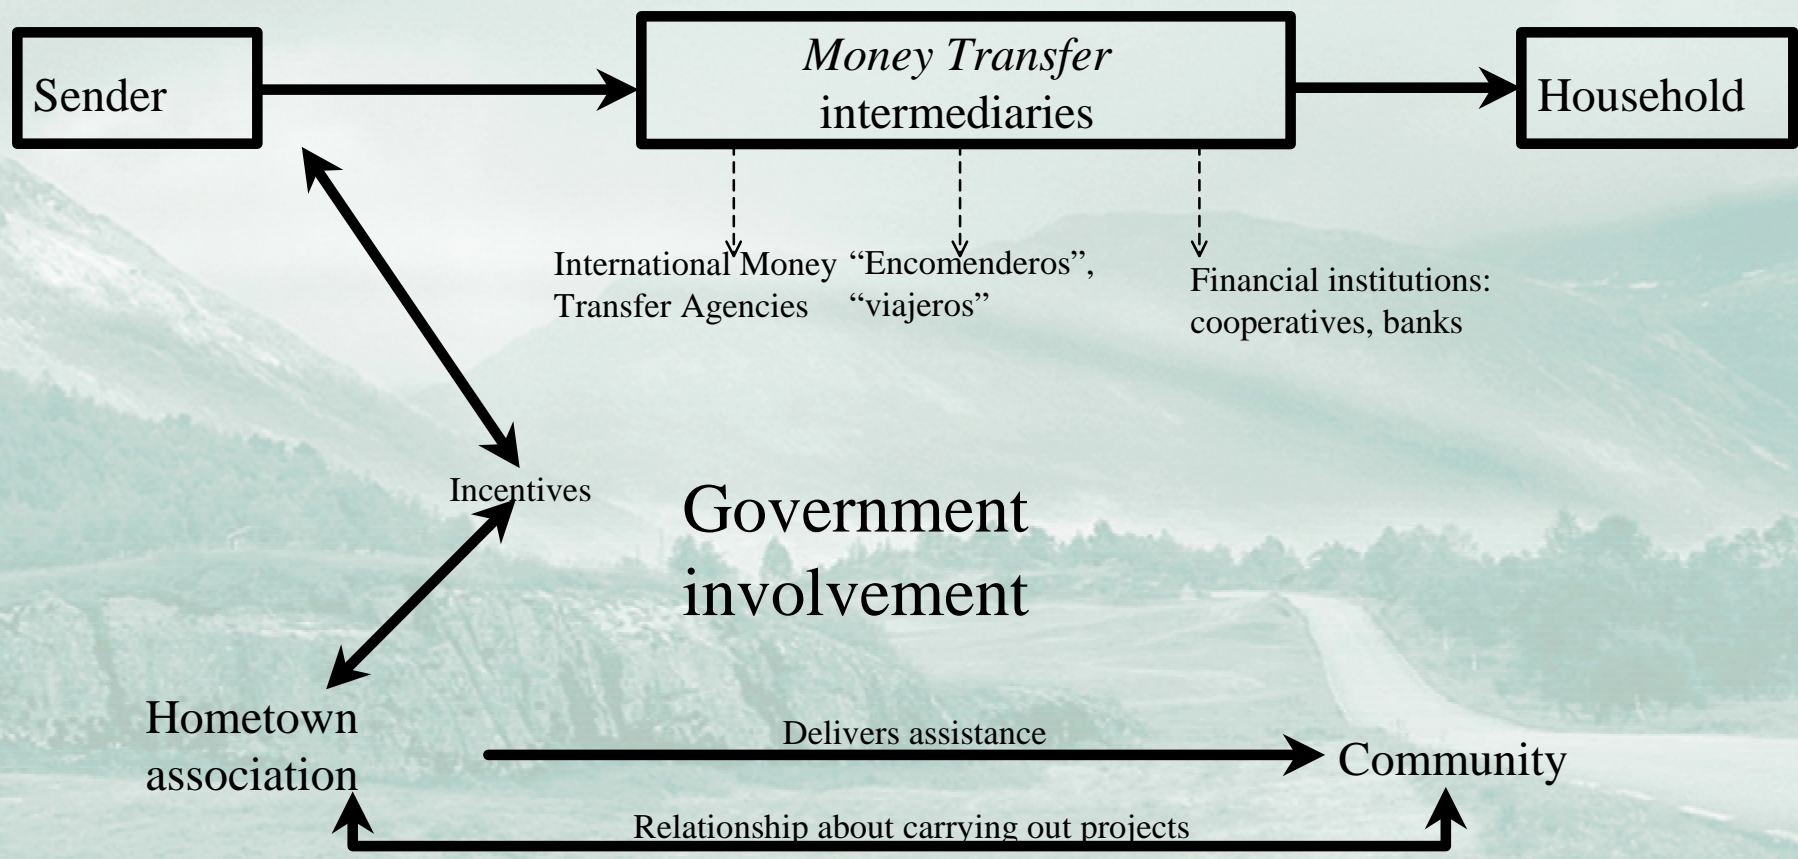 Sender
Money Transfer
intermediaries
Household
International Money
Transfer Agencies
“Encomenderos”,
“viajeros”
Financial institutions:
cooperatives, banks
Incentives
Government
involvement
Hometown
association
Delivers assistance
Community
Relationship about carrying out projects